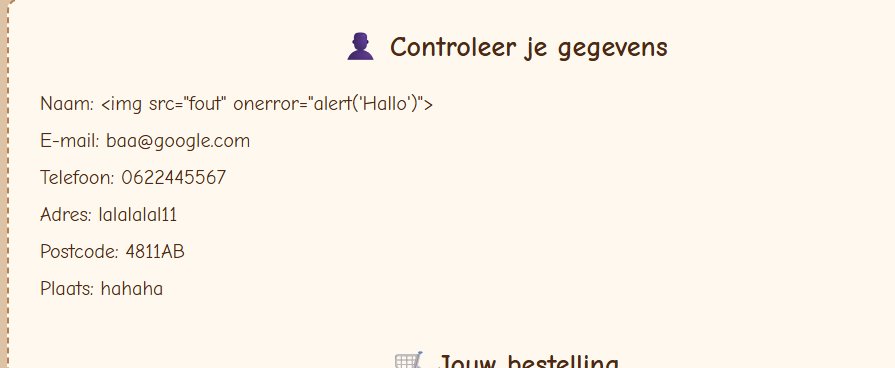 Controleer je gegevens
Naam: <img src="fout" onerror="alert('Hallo')">
E-mail: baa@google.com
Telefoon: 0622445567
Adres: lalalalal11
Postcode: 4811AB
Plaats: hahaha
Jouw bestelling